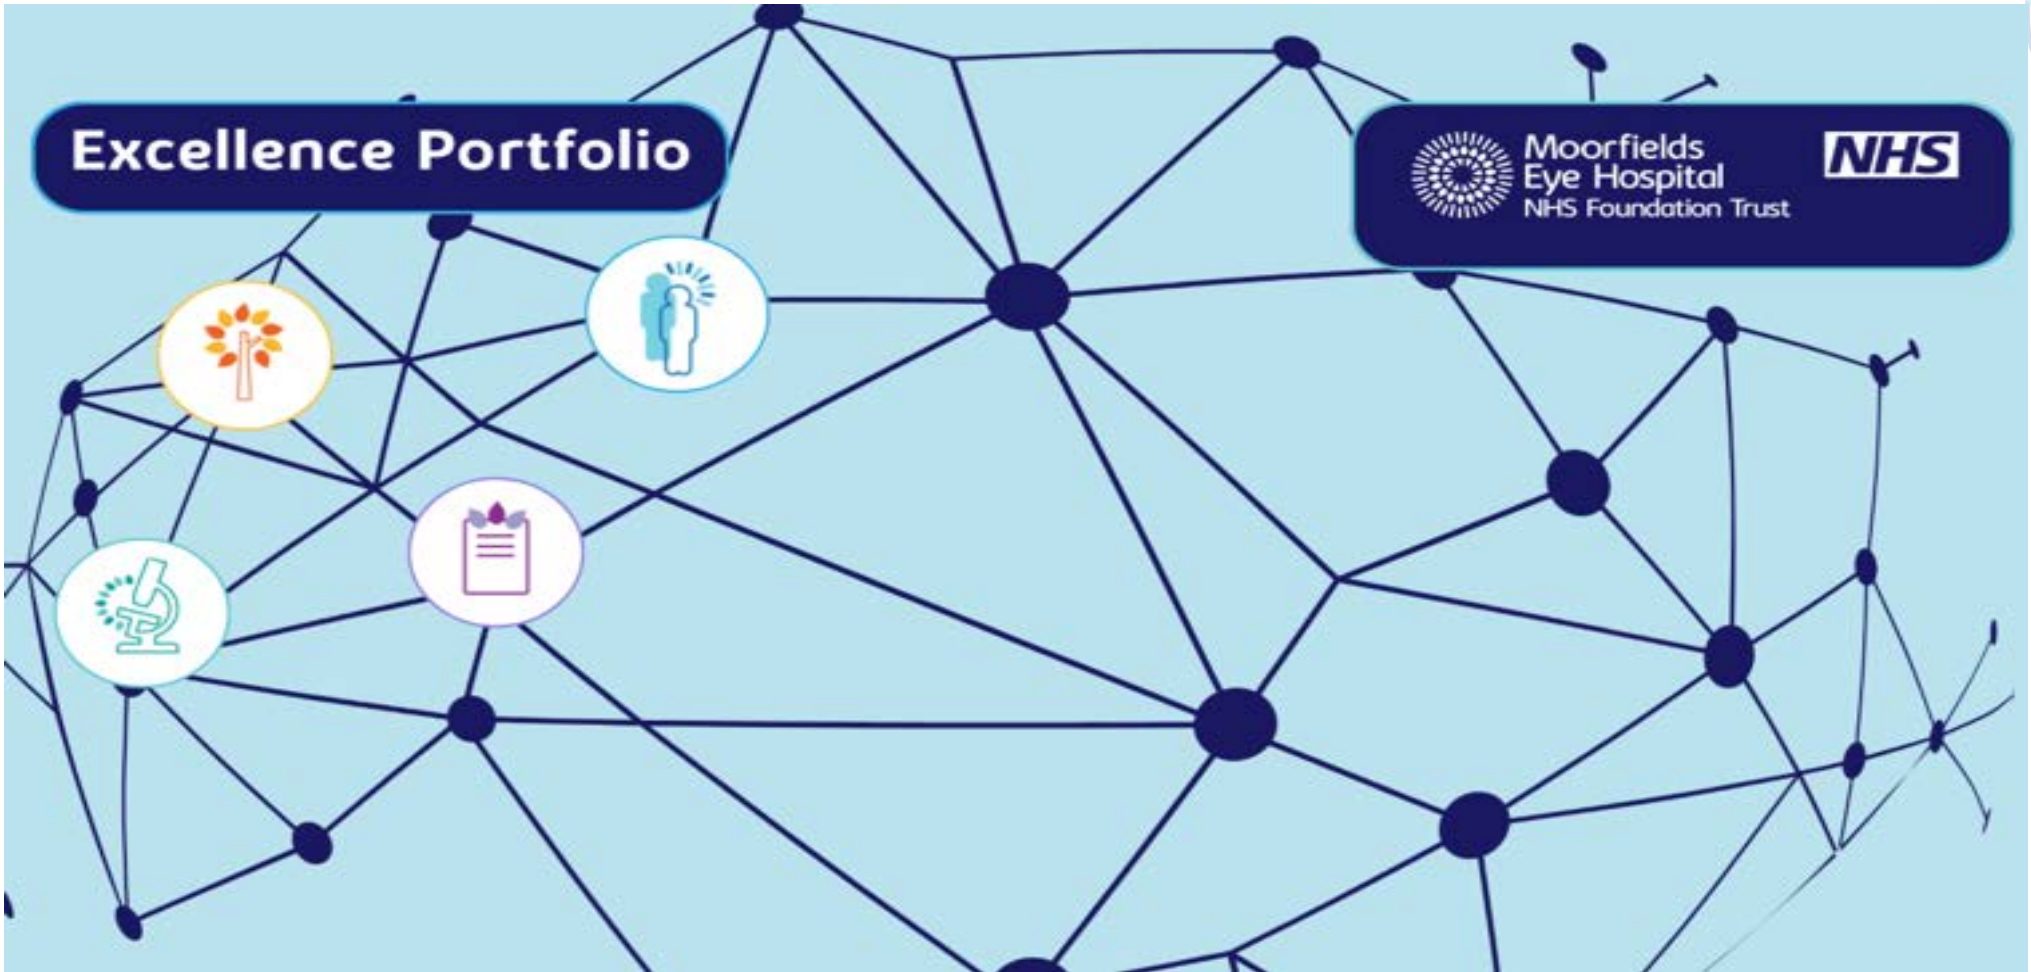 Excellence Portfolio
Moorfields
Eye Hospital
NHS Foundation Trust
NHS